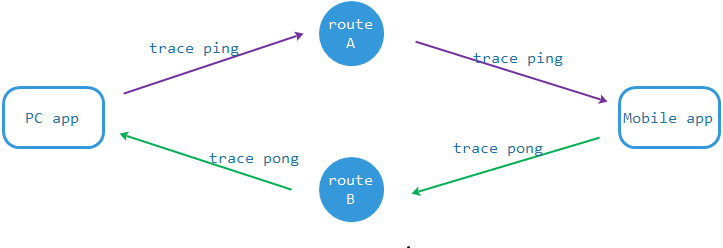 route
A
trace ping
trace ping
PC app
Mobile app
trace pong
trace pong
route
B